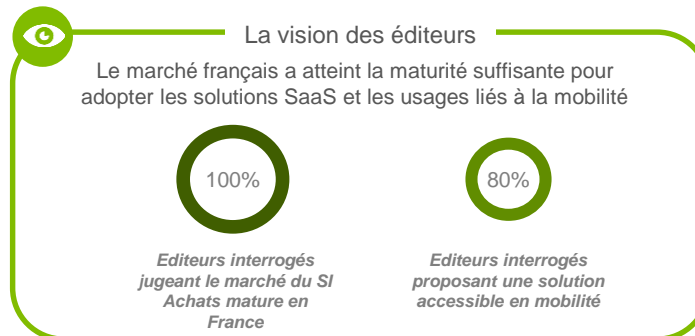 La vision des éditeurs
Le marché français a atteint la maturité suffisante pour
adopter les solutions SaaS et les usages liés à la mobilité
100%
80%
Editeurs interrogés
jugeant le marché du SI
Achats mature en
France
Editeurs interrogés
proposant une solution
accessible en mobilité